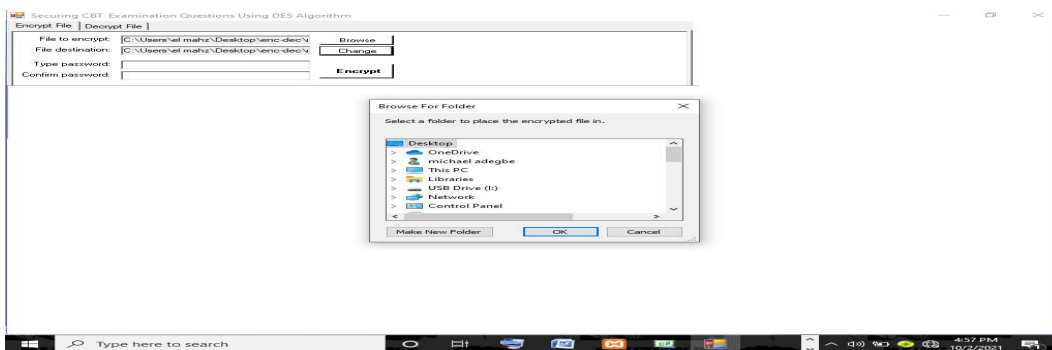 Securing CBT Examination Questions Using DES Algorithm
Encrypt File Decrypt File
File to encrypt: C:\Users\el mahz\Desktop\enc-dec\ Browse
File destination: C:\Users\el mahz\Desktop\enc-dec\ Change
Type password:
Confirm password:
Encrypt
Browse For Folder
Select a folder to place the encrypted file in.
Desktop
OneDrive
michael adegbe
This PC
Libraries
USB Drive (I:)
Network
Control Panel
Make New Folder OK Cancel
Type here to search
4:57 PM
10/2/2021